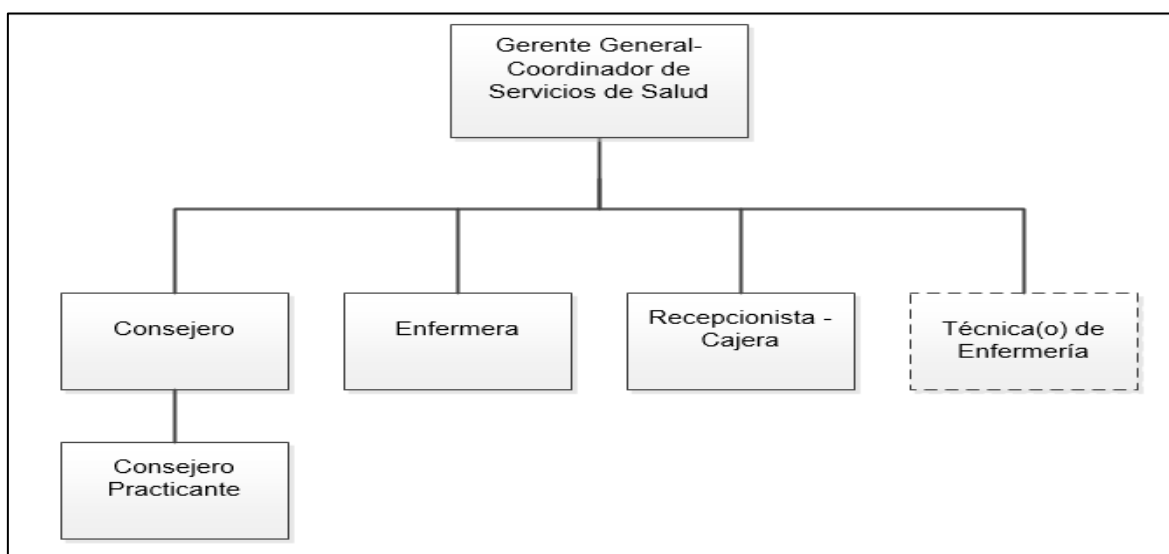 Gerente General-
Coordinador de
Servicios de Salud
Consejero
Enfermera
Recepcionista -
Cajera
Técnica(o) de
Enfermería
Consejero
Practicante